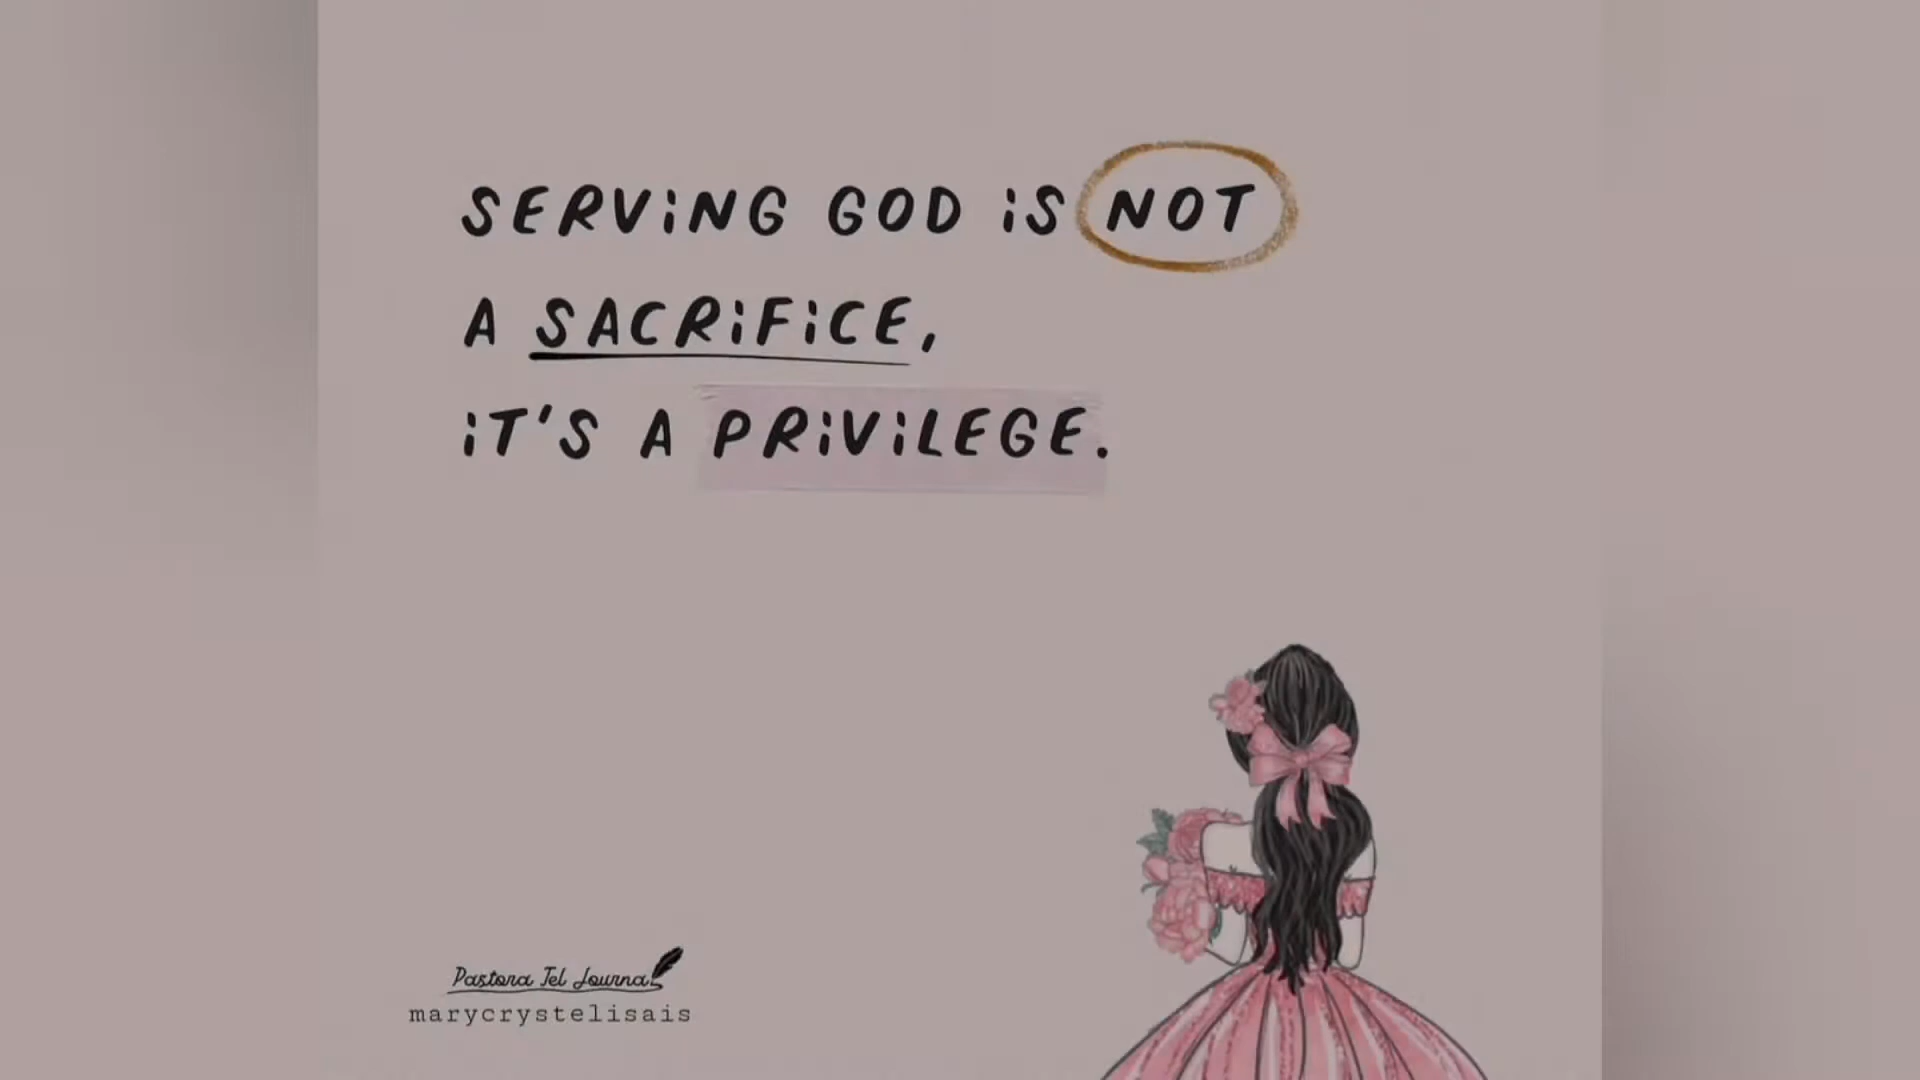 SERVING GOD IS NOT
A SACRIFICE,
IT'S A PRIVILEGE.
Pastora Tel Journal
marycrystelisais